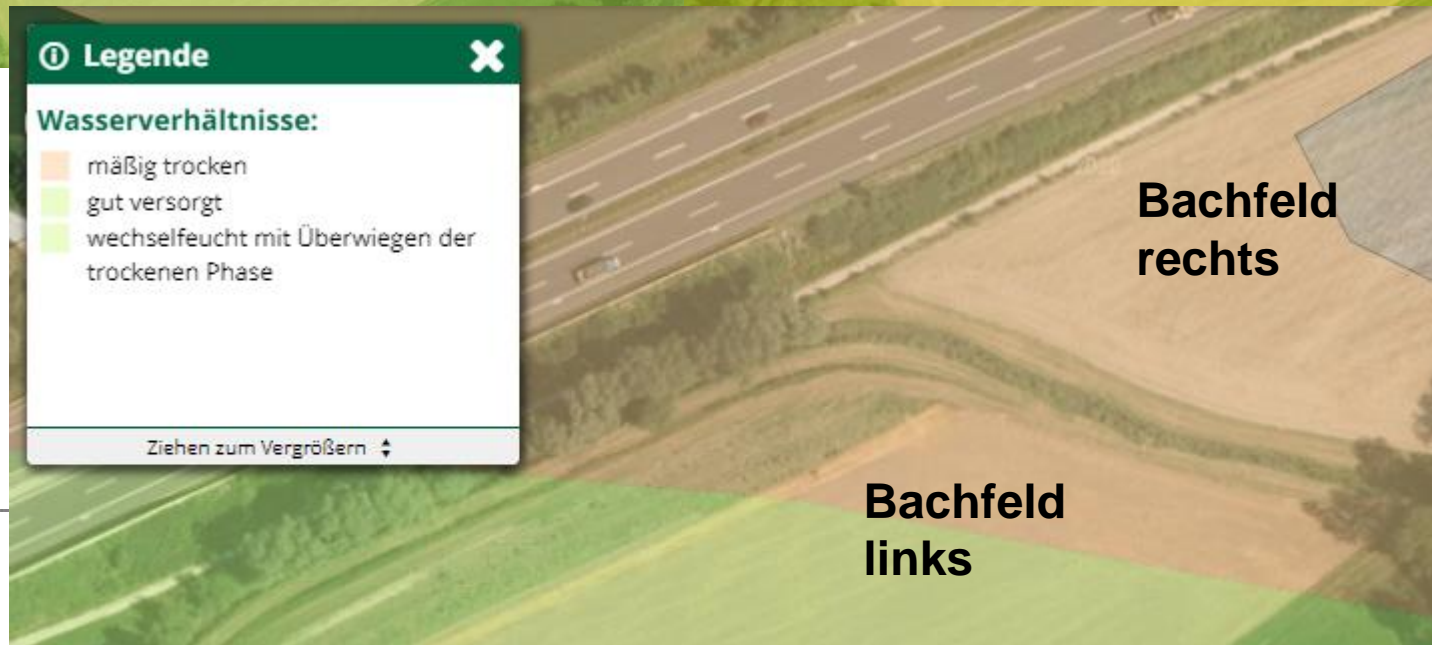 Legende
Wasserverhältnisse:
mäßig trocken
gut versorgt
wechselfeucht mit Überwiegen der
trockenen Phase
Ziehen zum Vergrößern
Bachfeld
rechts
Bachfeld
links